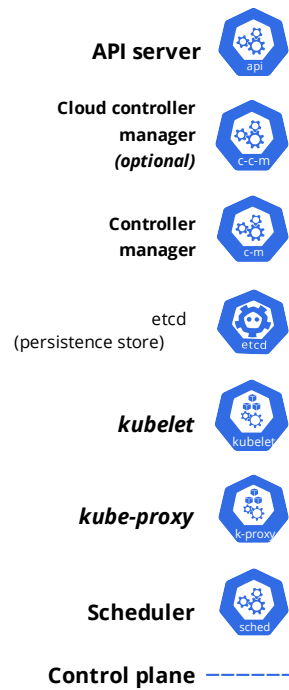 API server
api
Cloud controller
manager
(optional)
c-c-m
Controller
manager
c-m
etcd
(persistence store)
etcd
kubelet
kubelet
kube-proxy
k-proxy
Scheduler
sched
Control plane